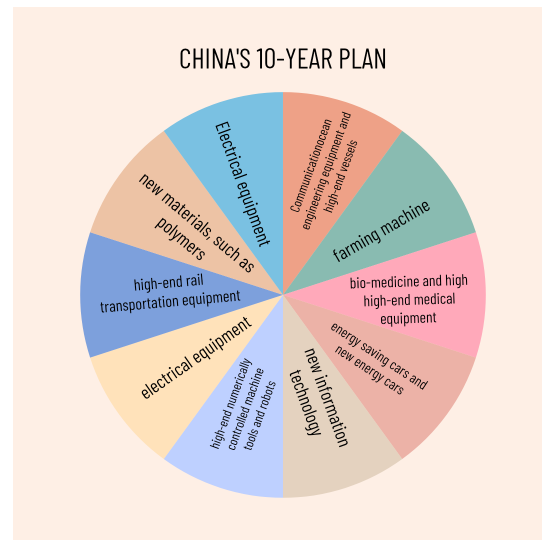 CHINA'S 10-YEAR PLAN
Communicationocean
engineering equipment and
high-end vessels
farming machine
bio-medicine and high
high-end medical
equipment
energy saving cars and
new energy cars
new information
technology
high-end numerically
controlled machine
tools and robots
electrical equipment
high-end rail
transportation equipment
new materials, such as
polymers
Electrical equipment